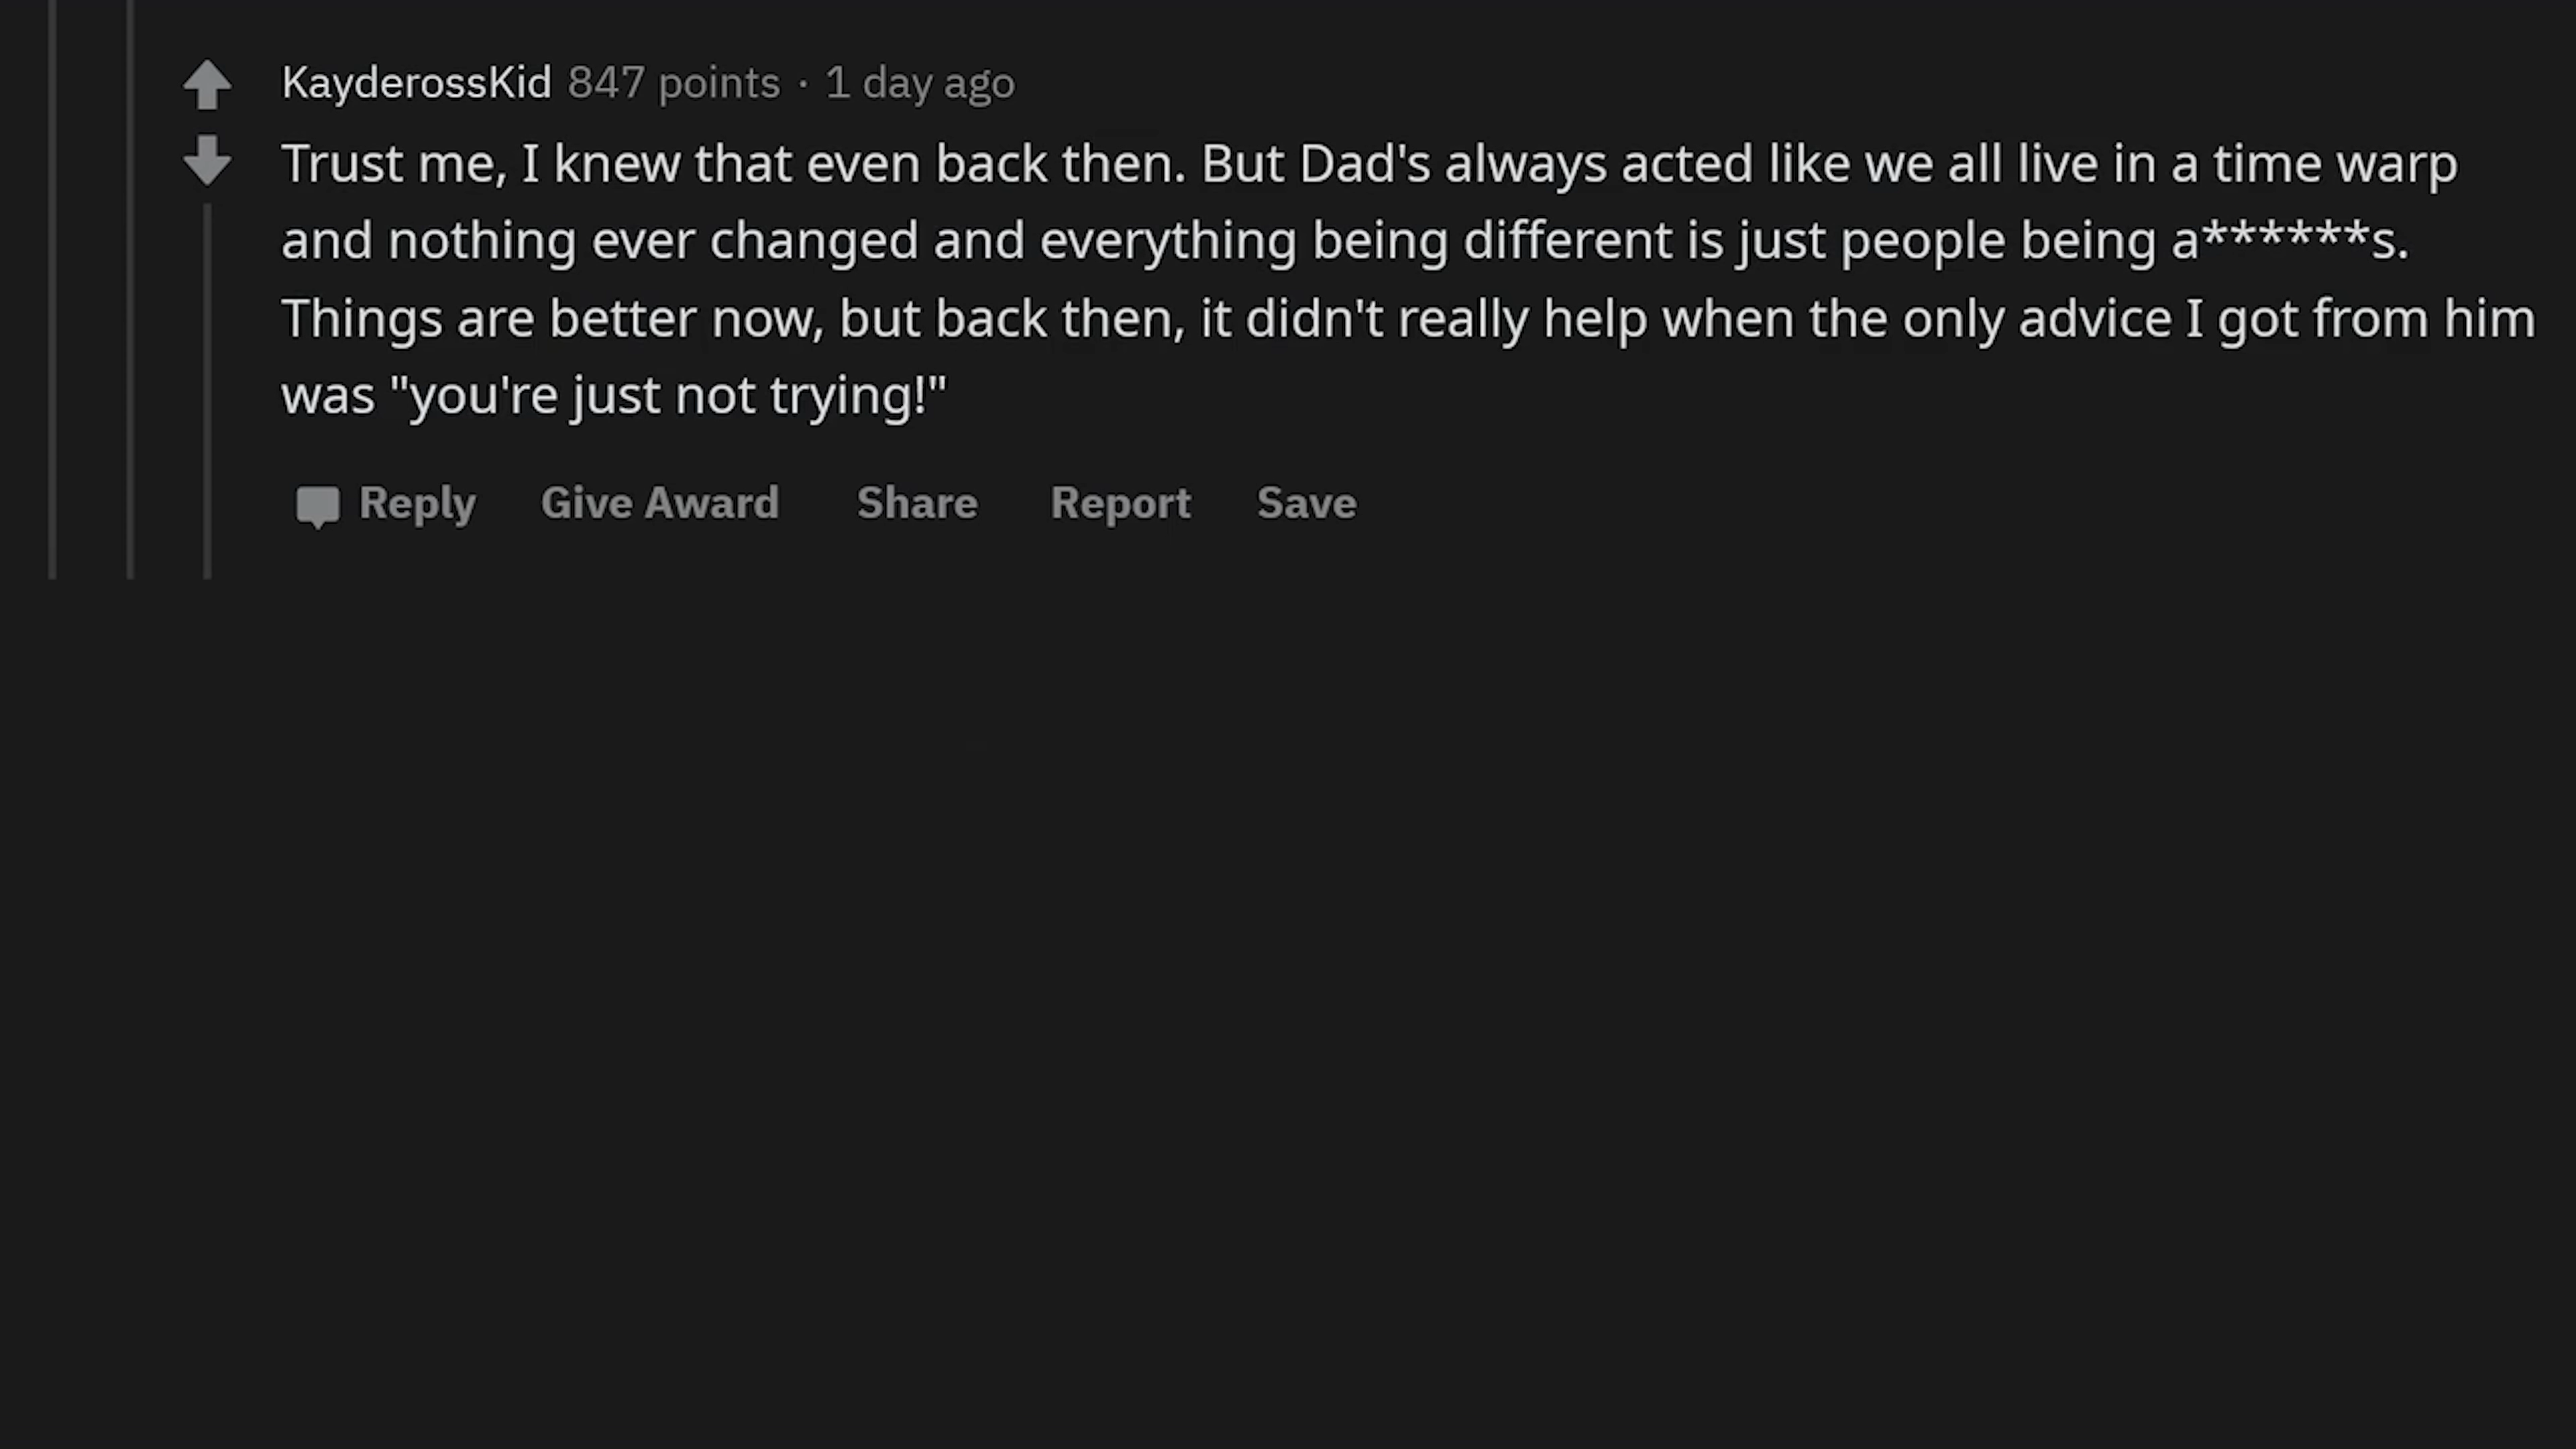 KayderossKid 847 points · 1 day ago
Trust me, I knew that even back then. But Dad's always acted like we all live in a time warp
and nothing ever changed and everything being different is just people being a******s.
Things are better now, but back then, it didn't really help when the only advice I got from him
was "you're just not trying!"
Reply Give Award Share Report Save